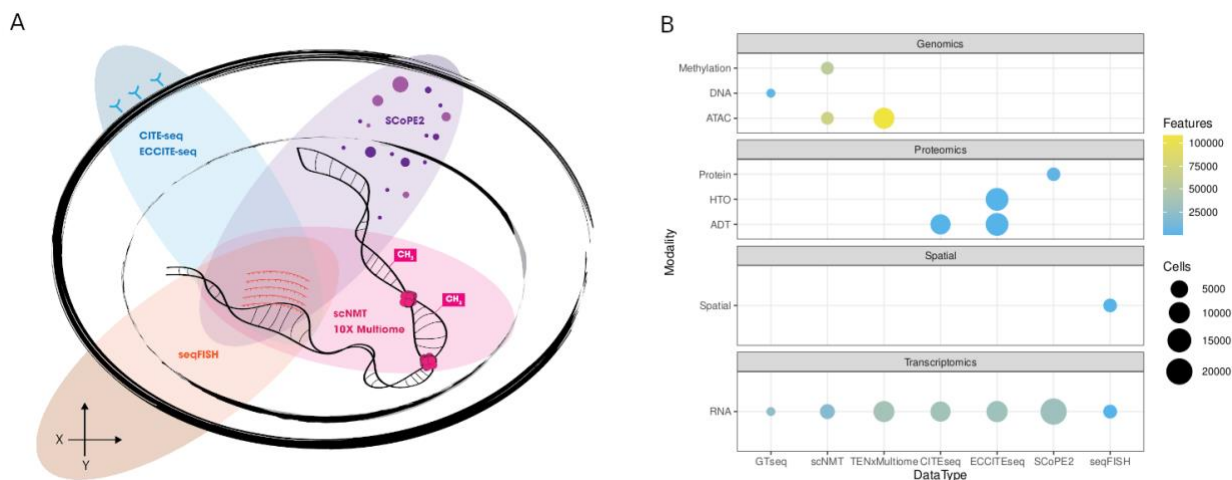 A
CITE-seq
ECCITE-seq
SCoPE2
CH₃
CH₃
scNMT
10X Multiome
seqFISH
X
Y
B
Genomics
Methylation
DNA
ATAC
Proteomics
Protein
HTO
ADT
Spatial
Spatial
Transcriptomics
RNA
Modality
GTseq scNMT TENxMultiome CITEseq ECCITEseq SCoPE2 seqFISH
DataType
Features
100000
75000
50000
25000
Cells
5000
10000
15000
20000